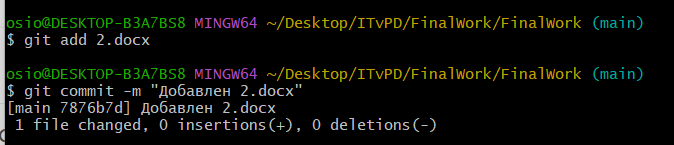 osio@DESKTOP-B3A7BS8 MINGW64 ~/Desktop/ITvPD/FinalWork/FinalWork (main)
$ git add 2.docx
osio@DESKTOP-B3A7BS8 MINGW64 ~/Desktop/ITvPD/FinalWork/FinalWork (main)
$ git commit -m "Добавлен 2.docx"
[main 7876b7d] Добавлен 2.docx
1 file changed, 0 insertions(+), 0 deletions(-)